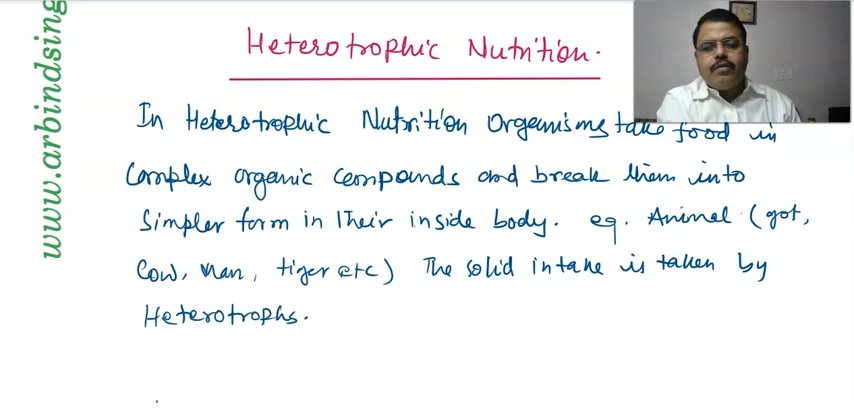 Heterotrophic Nutrition.
In Heterotrophic Nutrition Organisms take food in
Complex organic compounds and break them into
Simpler form in their inside body. eg. Animal (got,
Cow, Man, tiger etc) The solid intake is taken by
Heterotrophs.
www.arbindsing